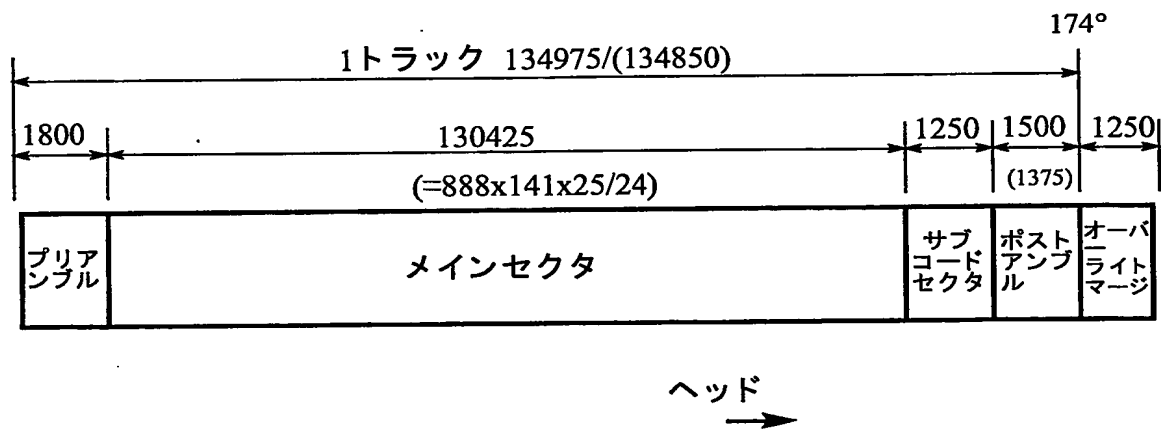 174°
1トラック 134975/(134850)
1800
130425
1250
1500
1250
(=888x141x25/24)
(1375)
プリア
ンブル
メインセクタ
サブ
コード
セクタ
ポスト
アンブ
ル
オーバ
ー
ライト
マージ
ヘッド